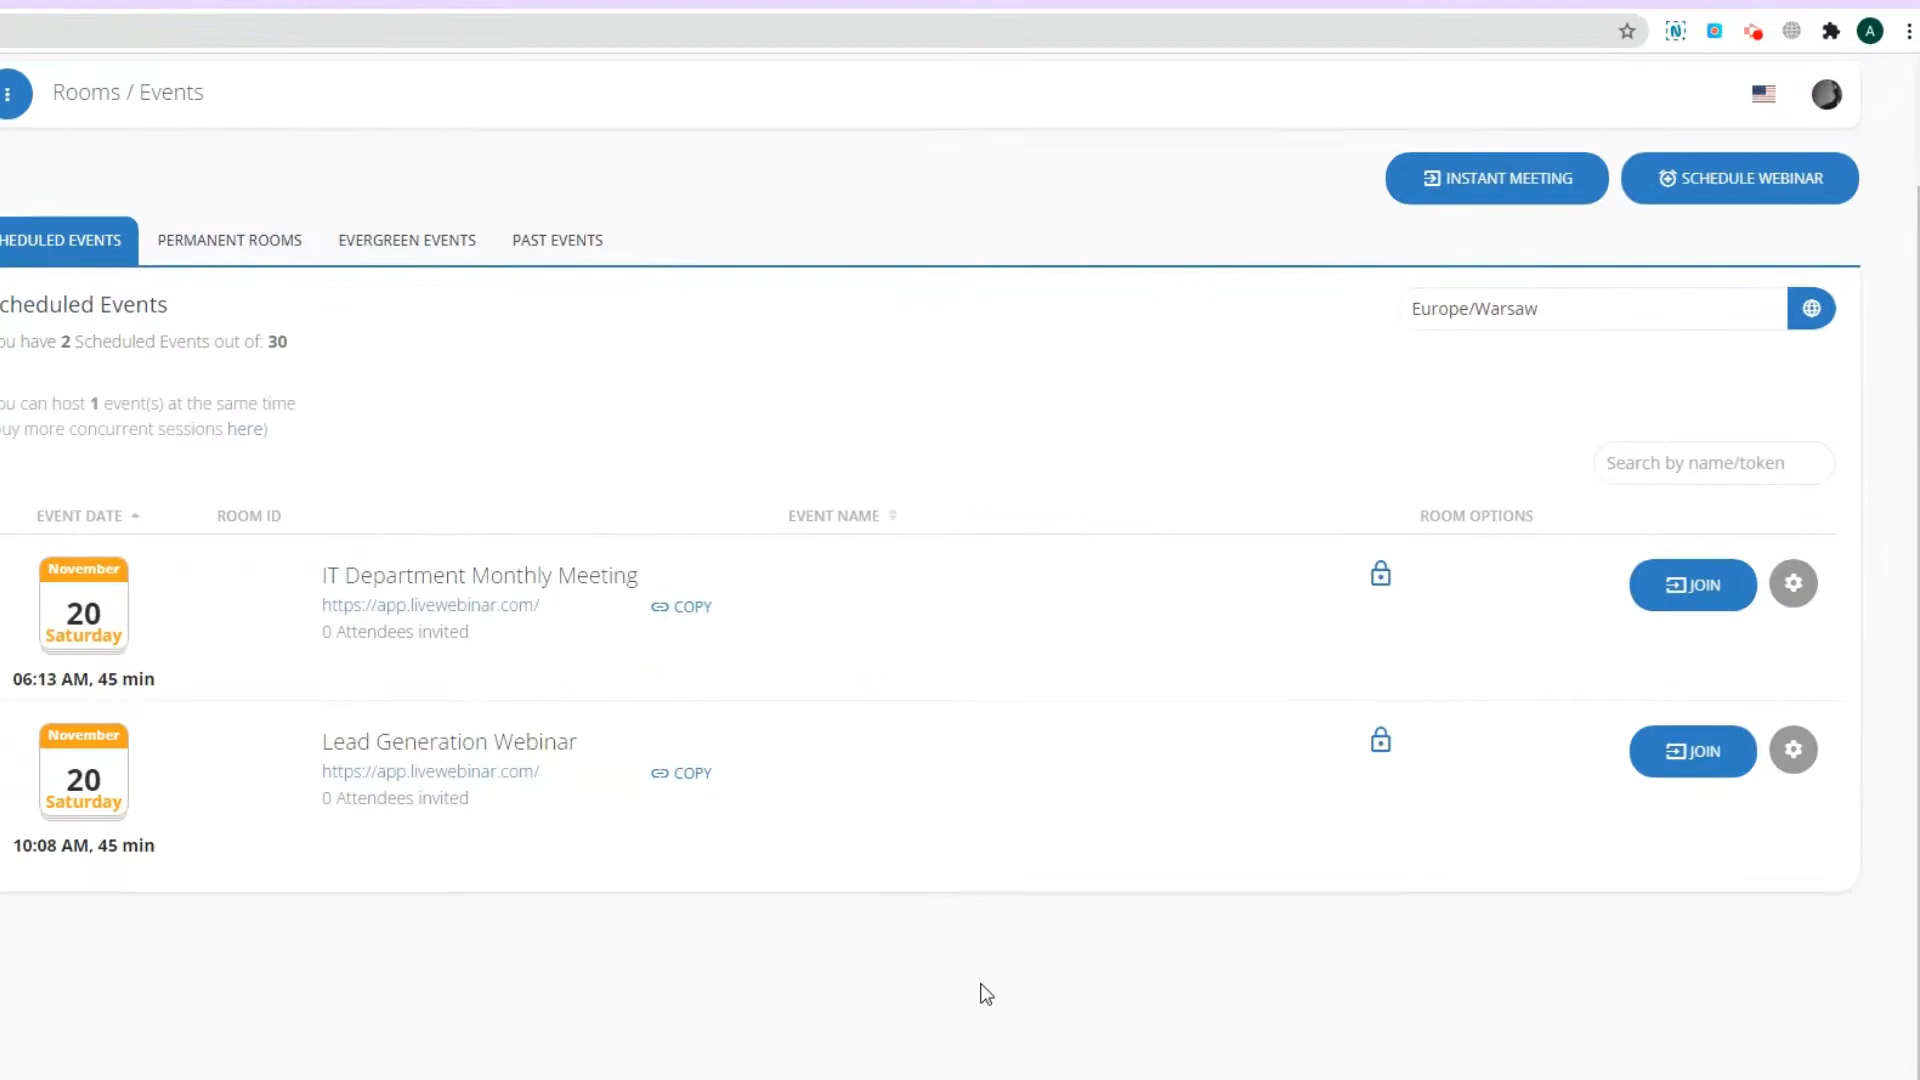 A
Rooms / Events
INSTANT MEETING
SCHEDULE WEBINAR
HEDULED EVENTS
PERMANENT ROOMS
EVERGREEN EVENTS
PAST EVENTS
cheduled Events
Europe/Warsaw
ou have 2 Scheduled Events out of: 30
ou can host 1 event(s) at the same time
buy more concurrent sessions here)
Search by name/token
EVENT DATE
ROOM ID
EVENT NAME
ROOM OPTIONS
November
20
Saturday
06:13 AM, 45 min
IT Department Monthly Meeting
https://app.livewebinar.com/
COPY
0 Attendees invited
JOIN
November
20
Saturday
10:08 AM, 45 min
Lead Generation Webinar
https://app.livewebinar.com/
COPY
0 Attendees invited
JOIN